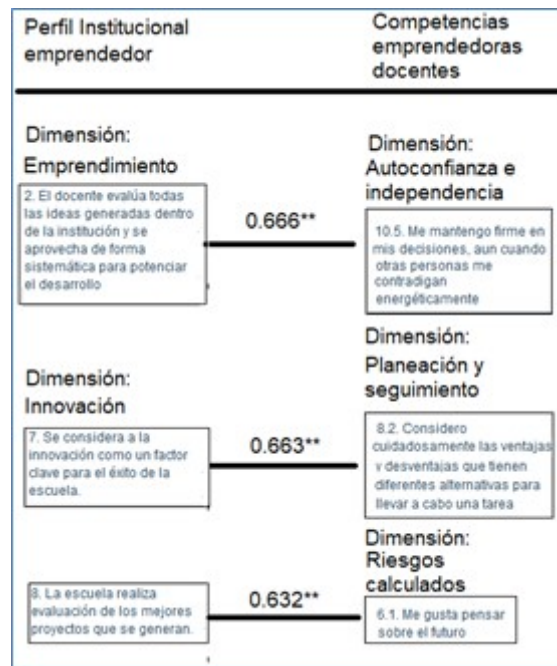 Perfil Institucional
emprendedor
Competencias
emprendedoras
docentes
Dimensión:
Emprendimiento
2. El docente evalúa todas
las ideas generadas dentro
de la institución y se
aprovecha de forma
sistemática para potenciar
el desarrollo
0.666**
Dimensión:
Autoconfianza e
independencia
10.5. Me mantengo firme en
mis decisiones, aun cuando
otras personas me
contradigan
energéticamente
Dimensión:
Innovación
7. Se considera a la
innovación como un factor
clave para el éxito de la
escuela.
0.663**
Dimensión:
Planeación y
seguimiento
8.2. Considero
cuidadosamente las ventajas
y desventajas que tienen
diferentes alternativas para
llevar a cabo una tarea
8. La escuela realiza
evaluación de los mejores
proyectos que se generan.
0.632**
Dimensión:
Riesgos
calculados
6.1. Me gusta pensar
sobre el futuro